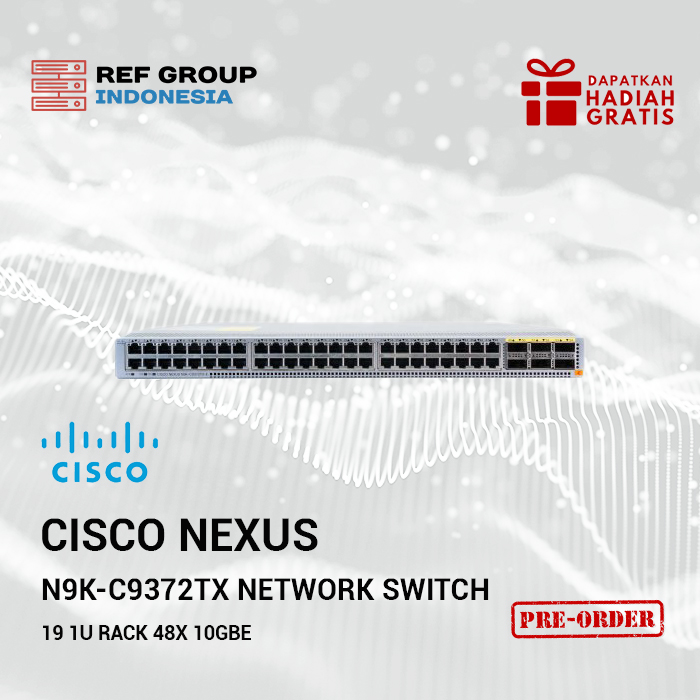 REF GROUP
INDONESIA
DAPATKAN
HADIAH
GRATIS
CISCO
CISCO NEXUS
N9K-C9372TX NETWORK SWITCH
19 1U RACK 48X 10GBE
PRE-ORDER